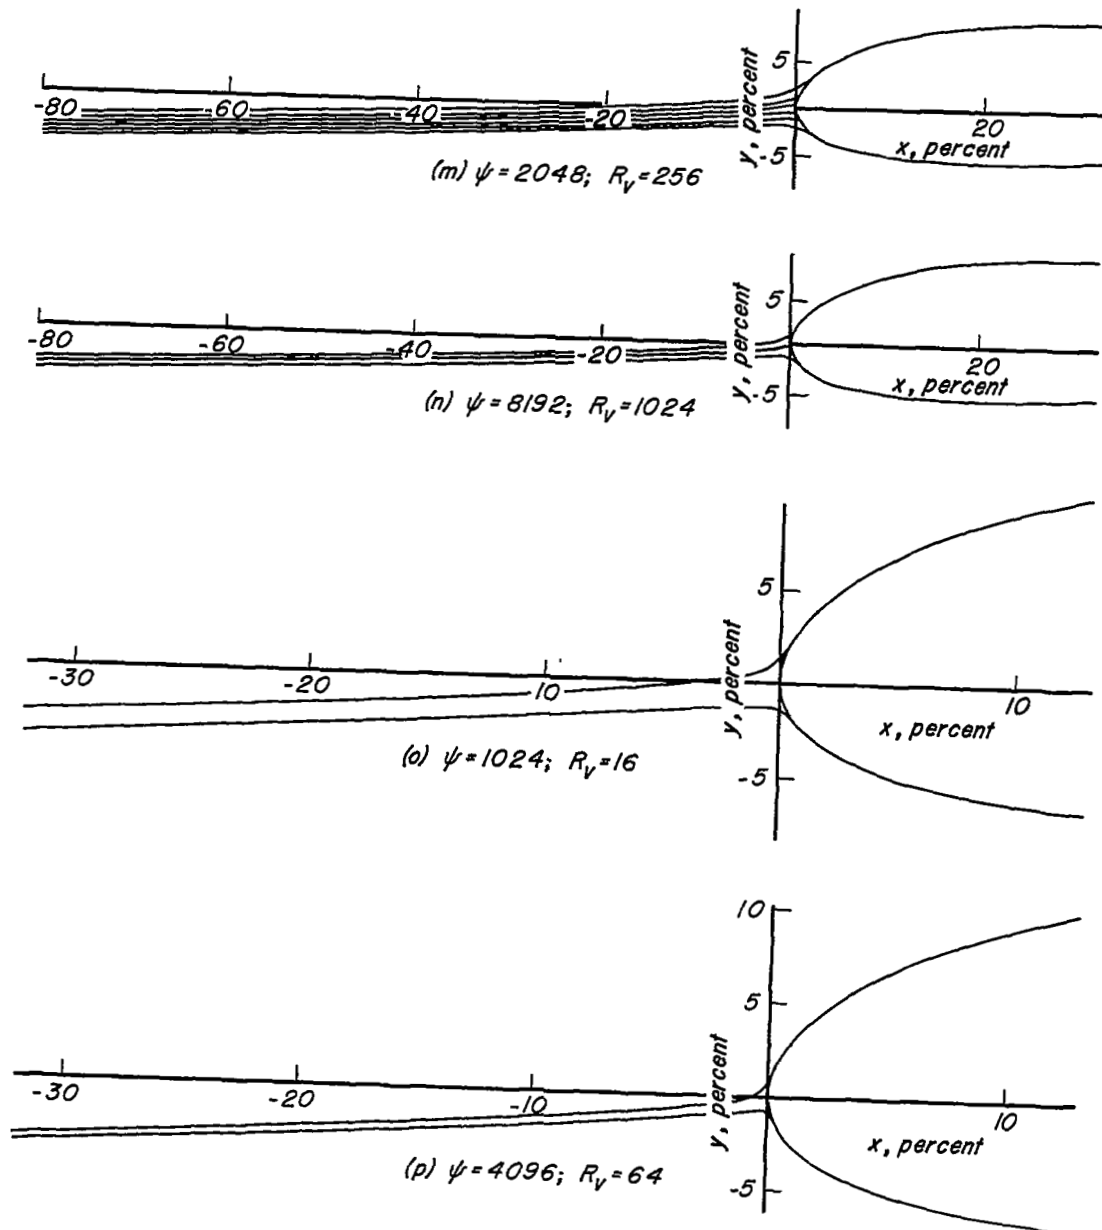 5
-80 -60 -40 -20
y, percent
20
x, percent
-5
(m) ψ=2048; R_v=256
5
-80 -60 -40 -20
y, percent
20
x, percent
-5
(n) ψ=8192; R_v=1024
5
-30 -20 -10
y, percent
10
x, percent
-5
(o) ψ=1024; R_v=16
10
5
-30 -20 -10
y, percent
10
x, percent
-5
(p) ψ=4096; R_v=64